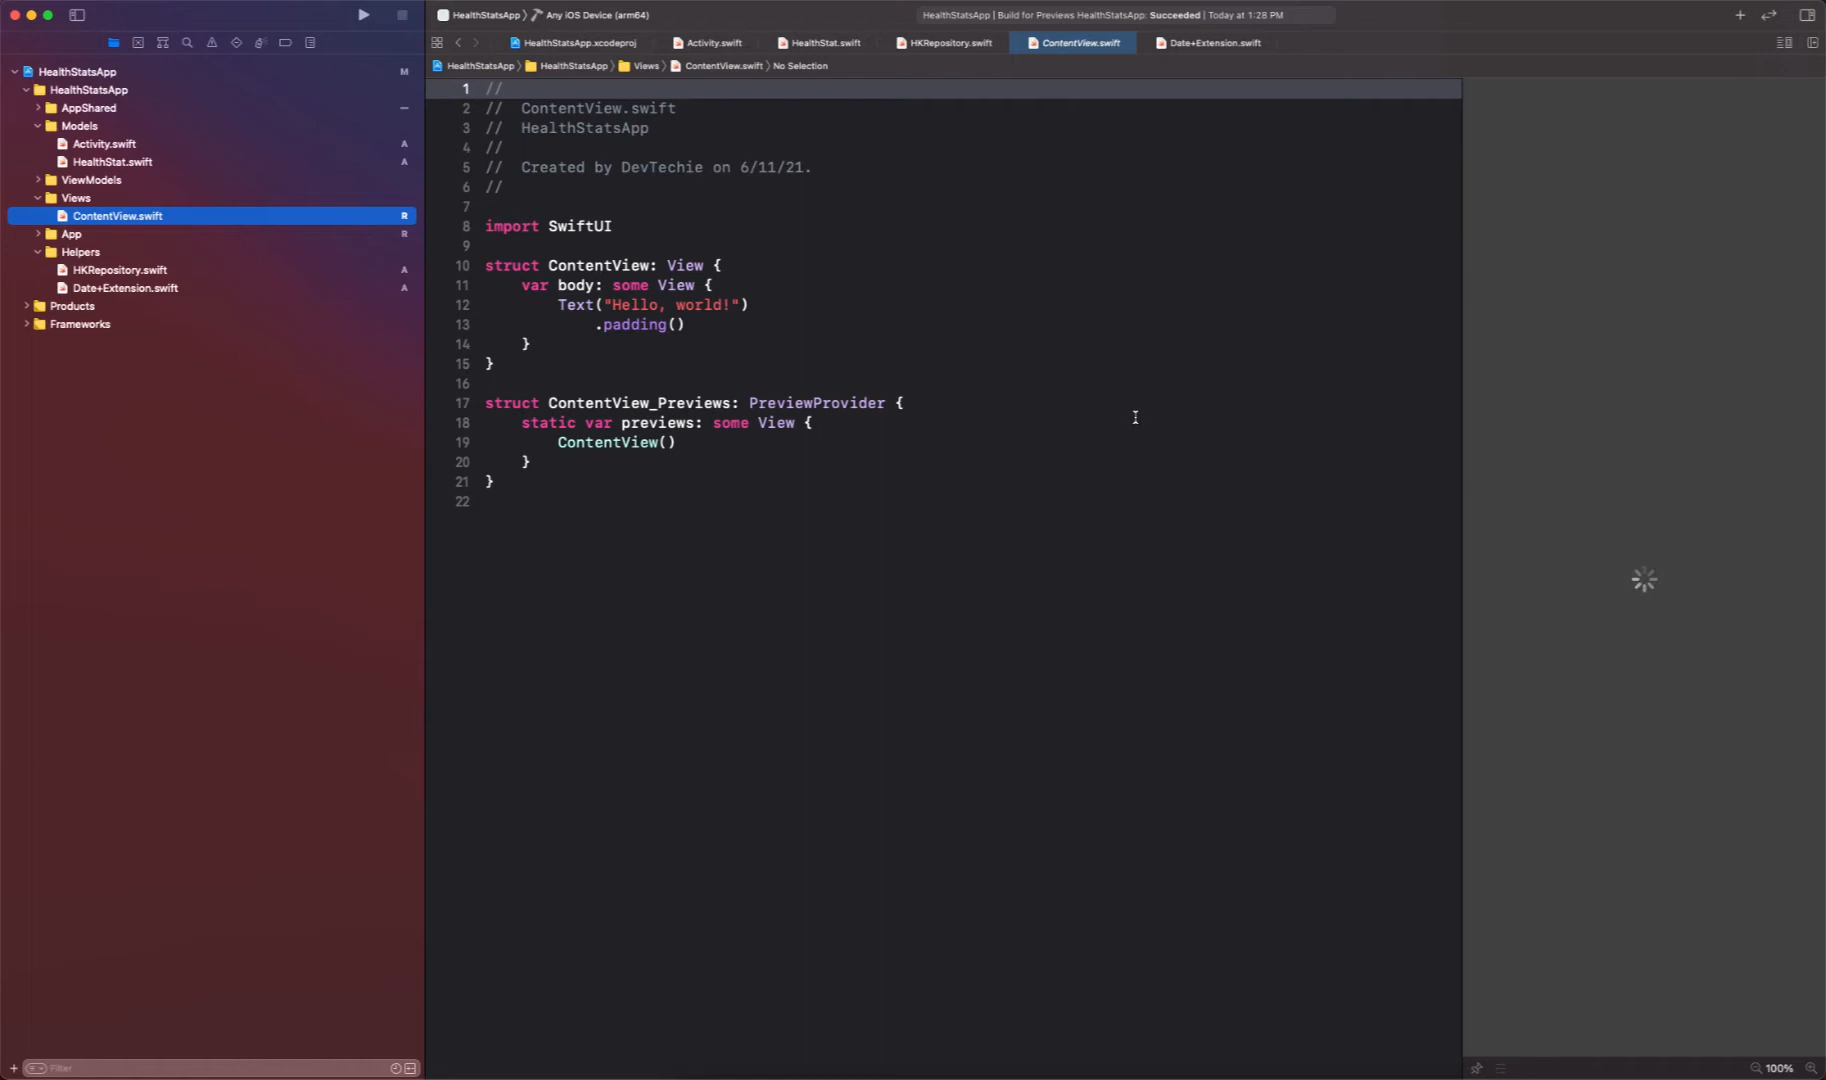 HealthStatsApp 〉 Any iOS Device (arm64)
HealthStatsApp | Build for Previews HealthStatsApp: Succeeded | Today at 1:28 PM
HealthStatsApp.xcodeproj
Activity.swift
HealthStat.swift
HKRepository.swift
ContentView.swift
Date+Extension.swift
HealthStatsApp 〉 HealthStatsApp 〉 Views 〉 ContentView.swift 〉 No Selection
HealthStatsApp M
HealthStatsApp
AppShared
Models
Activity.swift A
HealthStat.swift A
ViewModels
Views
ContentView.swift R
App R
Helpers
HKRepository.swift A
Date+Extension.swift A
Products
Frameworks
1 //
2 //  ContentView.swift
3 //  HealthStatsApp
4 //
5 //  Created by DevTechie on 6/11/21.
6 //
7
8 import SwiftUI
9
10 struct ContentView: View {
11     var body: some View {
12         Text("Hello, world!")
13             .padding()
14     }
15 }
16
17 struct ContentView_Previews: PreviewProvider {
18     static var previews: some View {
19         ContentView()
20     }
21 }
22
Filter
100%